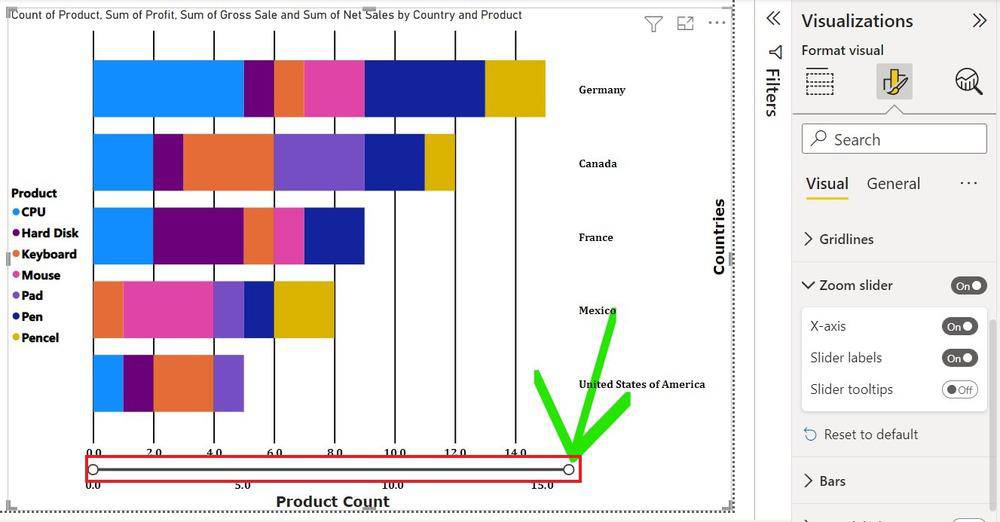 Count of Product, Sum of Profit, Sum of Gross Sale and Sum of Net Sales by Country and Product
Product
CPU
Hard Disk
Keyboard
Mouse
Pad
Pen
Pencel
Germany
Canada
France
Mexico
United States of America
Countries
0.0 2.0 4.0 6.0 8.0 10.0 12.0 14.0
0.0 5.0 10.0 15.0
Product Count
Filters
Visualizations
Format visual
Search
Visual General
Gridlines
Zoom slider On
X-axis On
Slider labels On
Slider tooltips Off
Reset to default
Bars